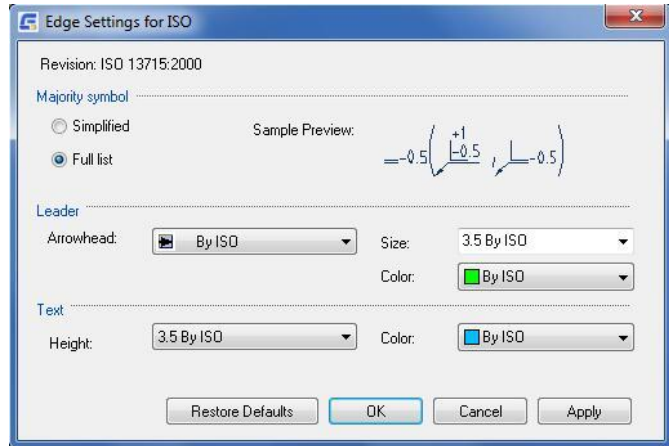 Edge Settings for ISO
Revision: ISO 13715:2000
Majority symbol
Simplified
Sample Preview:
Full list
-0.5( +1 -0.5 , -0.5)
Leader
Arrowhead: By ISO Size: 3.5 By ISO
Color: By ISO
Text
Height: 3.5 By ISO Color: By ISO
Restore Defaults OK Cancel Apply